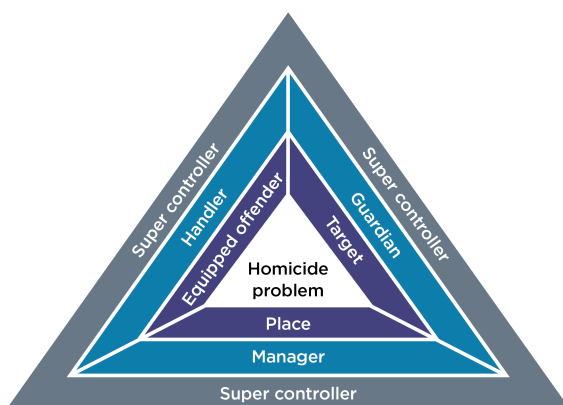 Super controller
Handler
Equipped offender
Super controller
Guardian
Target
Homicide
problem
Place
Manager
Super controller